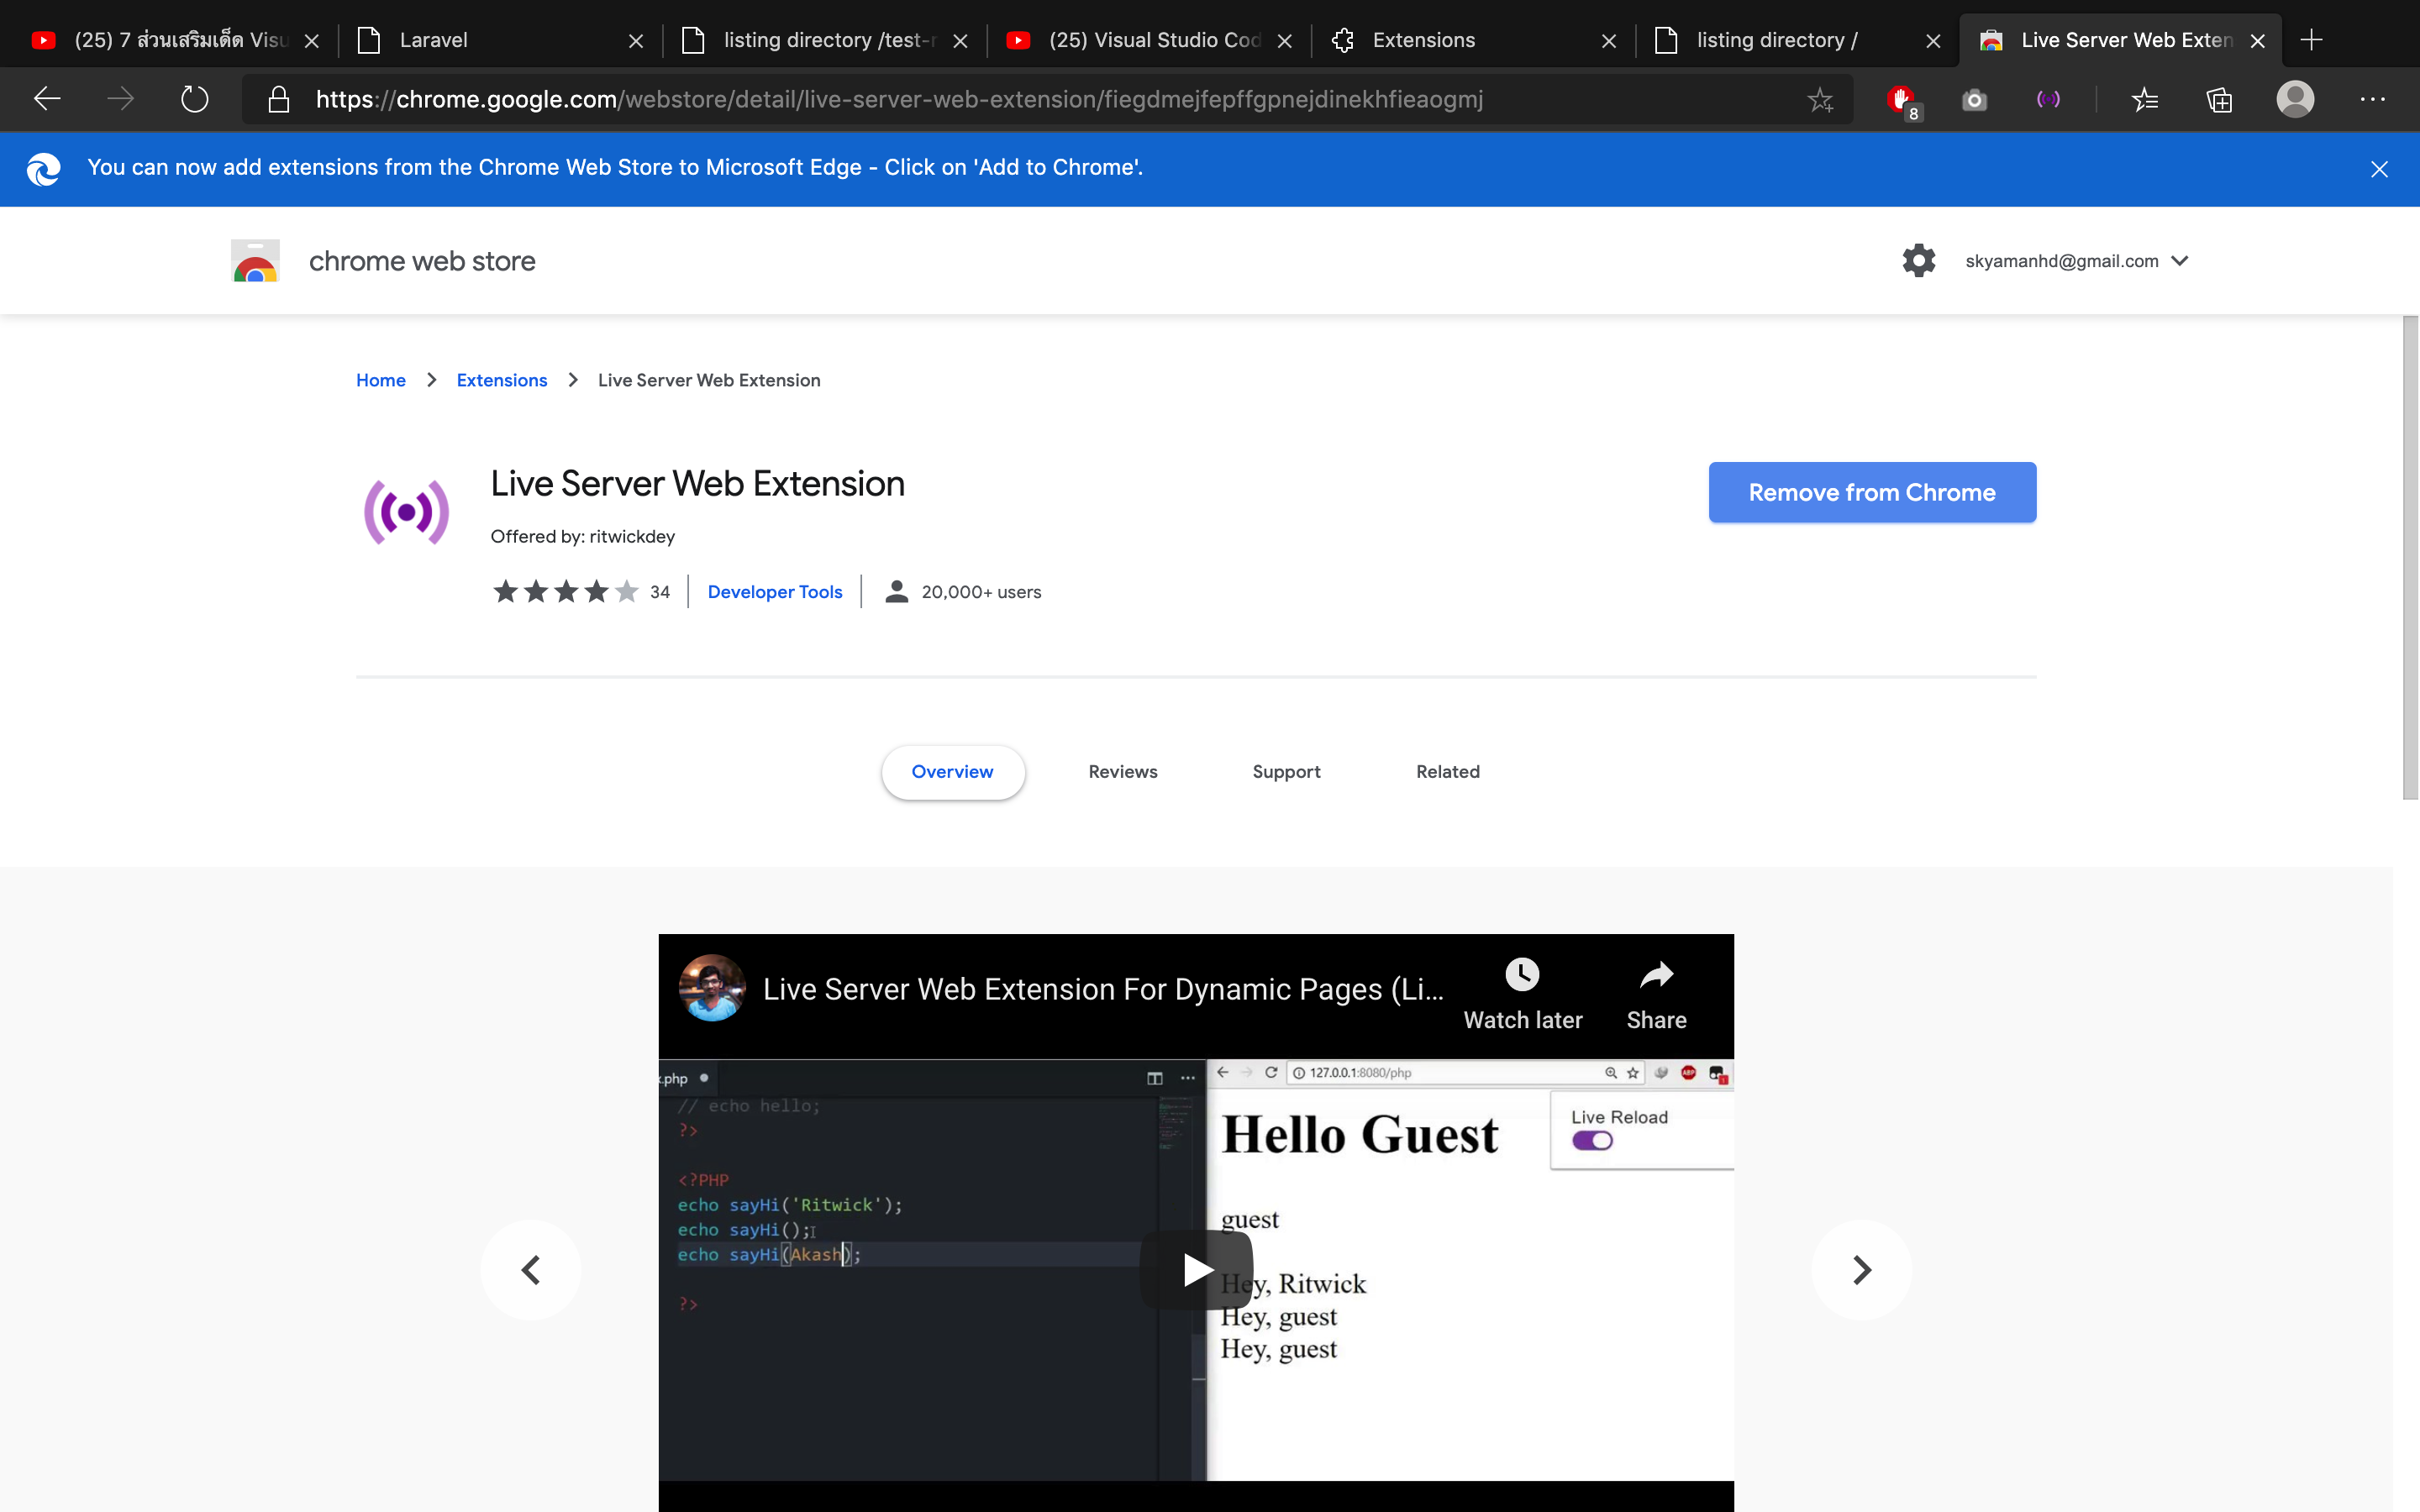 (25) 7 ส่วนเสริมเด็ด Visu
Laravel
listing directory /test-r
(25) Visual Studio Cod
Extensions
listing directory /
Live Server Web Exten
https://chrome.google.com/webstore/detail/live-server-web-extension/fiegdmejfepffgpnejdinekhfieaogmj
8
You can now add extensions from the Chrome Web Store to Microsoft Edge - Click on 'Add to Chrome'.
chrome web store
skyamanhd@gmail.com
Home
Extensions
Live Server Web Extension
Live Server Web Extension
Remove from Chrome
Offered by: ritwickdey
34
Developer Tools
20,000+ users
Overview
Reviews
Support
Related
Live Server Web Extension For Dynamic Pages (Li...
Watch later
Share
.php
127.0.0.1:8080/php
ABP
// echo hello;
?>
<?PHP
echo sayHi('Ritwick');
echo sayHi();
echo sayHi(Akash);
?>
Hello Guest
Live Reload
guest
Hey, Ritwick
Hey, guest
Hey, guest